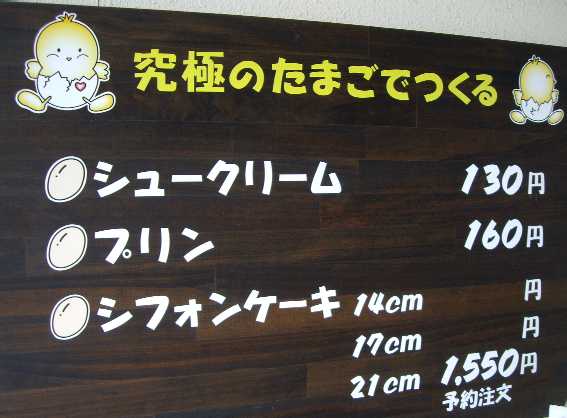 究極のたまごでつくる
シュークリーム 130円
プリン 160円
シフォンケーキ 14cm 円
17cm 円
21cm 1,550円
予約注文